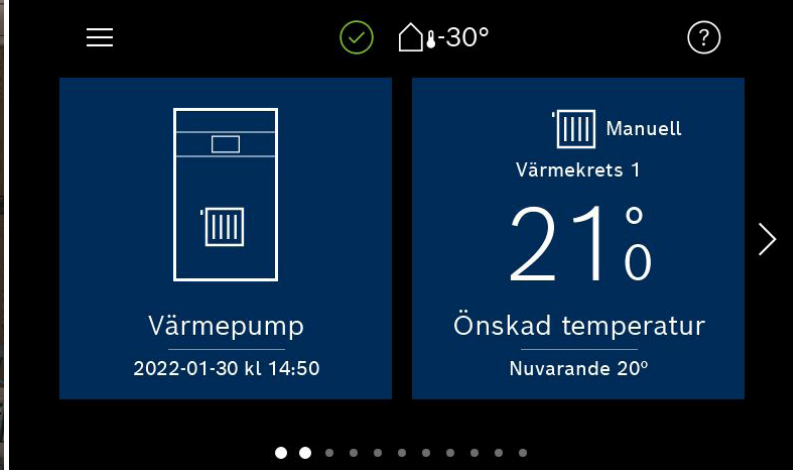 -30°
?
Manuell
Värmekrets 1
21°0
Värmepump
Önskad temperatur
2022-01-30 kl 14:50
Nuvarande 20°